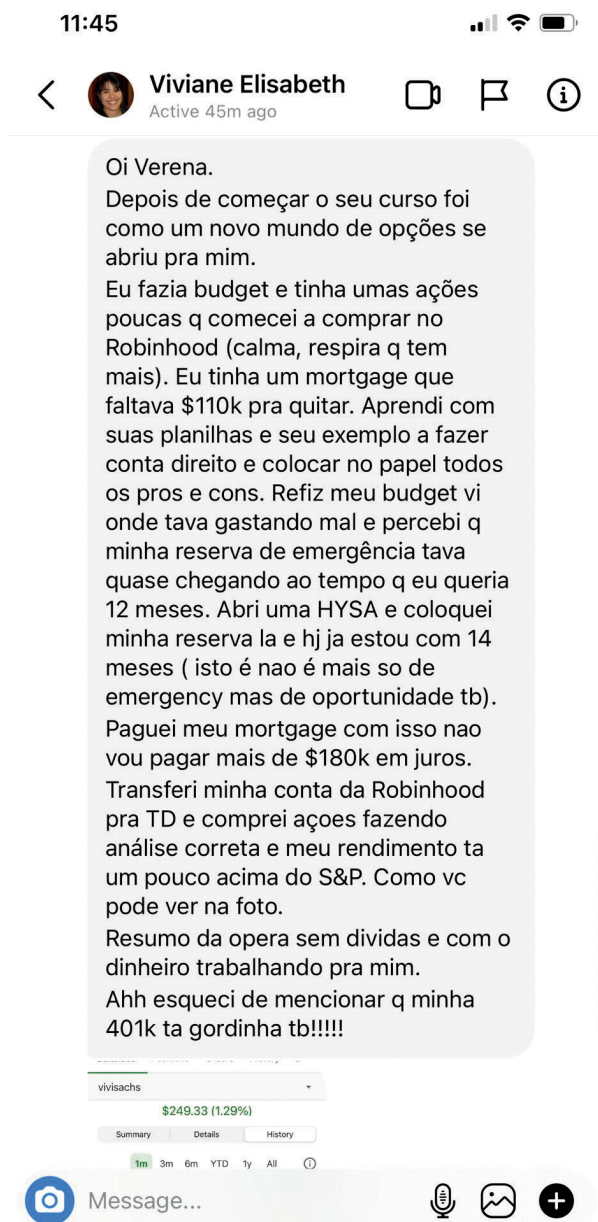 11:45
Viviane Elisabeth
Active 45m ago
Oi Verena.
Depois de começar o seu curso foi
como um novo mundo de opções se
abriu pra mim.
Eu fazia budget e tinha umas ações
poucas q comecei a comprar no
Robinhood (calma, respira q tem
mais). Eu tinha um mortgage que
faltava $110k pra quitar. Aprendi com
suas planilhas e seu exemplo a fazer
conta direito e colocar no papel todos
os pros e cons. Refiz meu budget vi
onde tava gastando mal e percebi q
minha reserva de emergência tava
quase chegando ao tempo q eu queria
12 meses. Abri uma HYSA e coloquei
minha reserva la e hj ja estou com 14
meses ( isto é nao é mais so de
emergency mas de oportunidade tb).
Paguei meu mortgage com isso nao
vou pagar mais de $180k em juros.
Transferi minha conta da Robinhood
pra TD e comprei açoes fazendo
análise correta e meu rendimento ta
um pouco acima do S&P. Como vc
pode ver na foto.
Resumo da opera sem dividas e com o
dinheiro trabalhando pra mim.
Ahh esqueci de mencionar q minha
401k ta gordinha tb!!!!!
vivisachs
$249.33 (1.29%)
Summary Details History
1m 3m 6m YTD 1y All
Message...